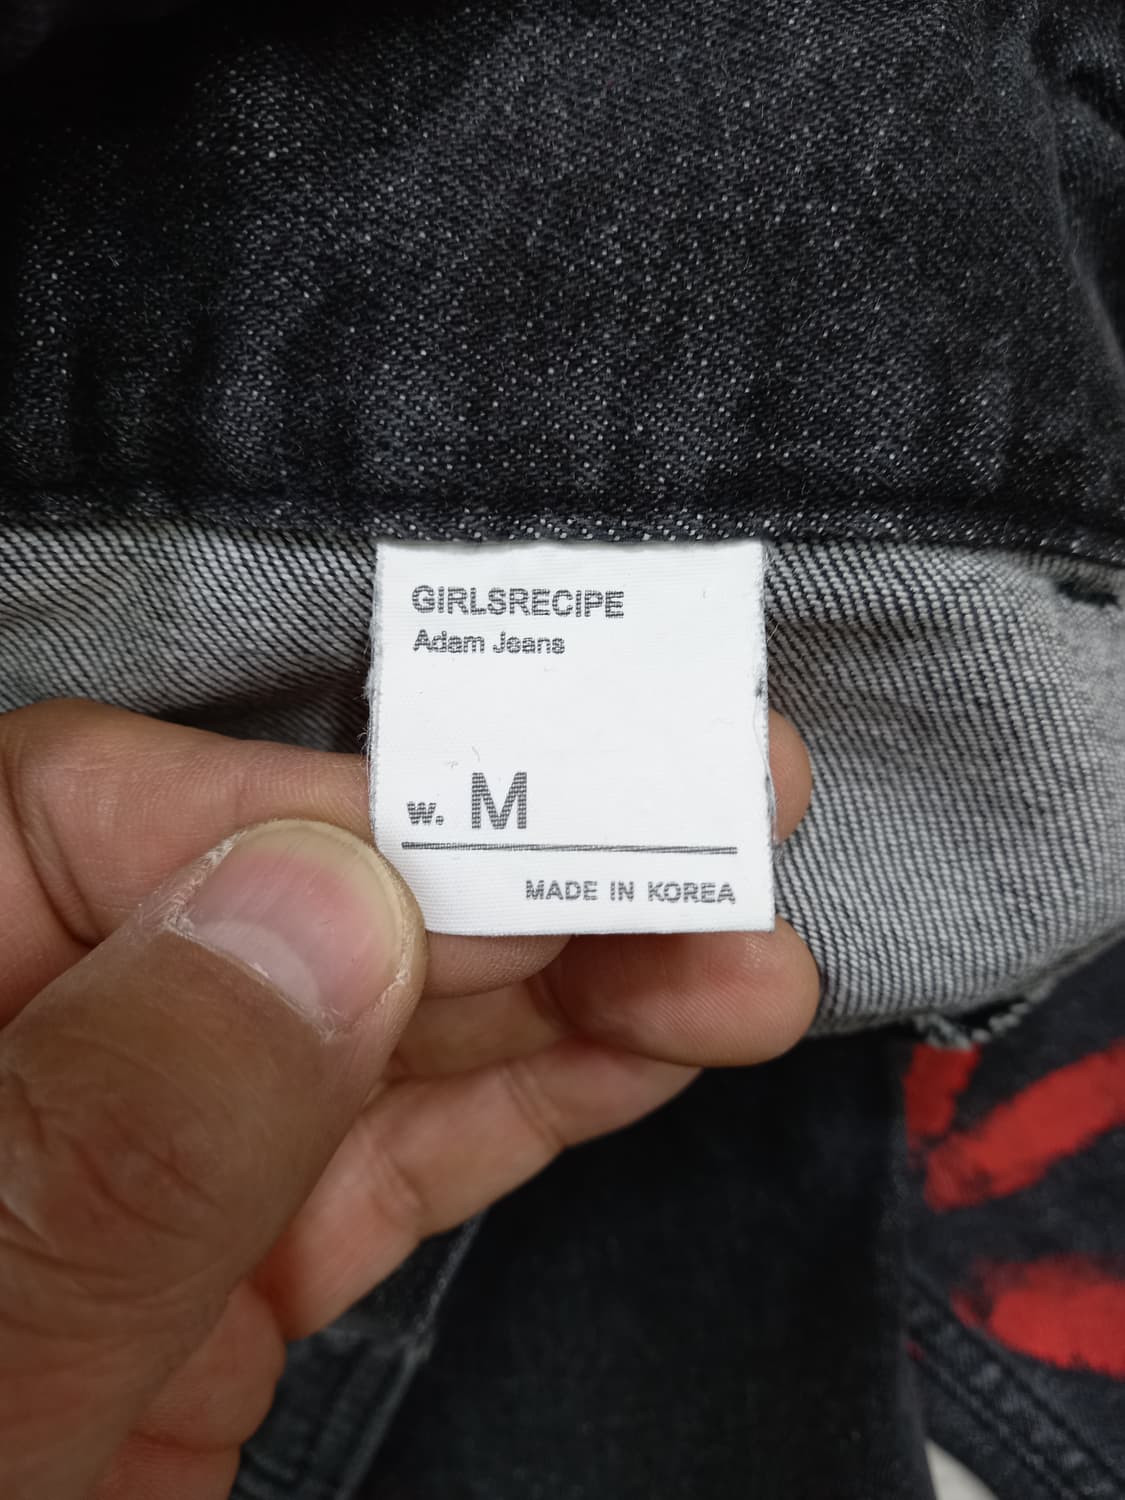 GIRLSRECIPE
Adam Jeans
w. M
MADE IN KOREA